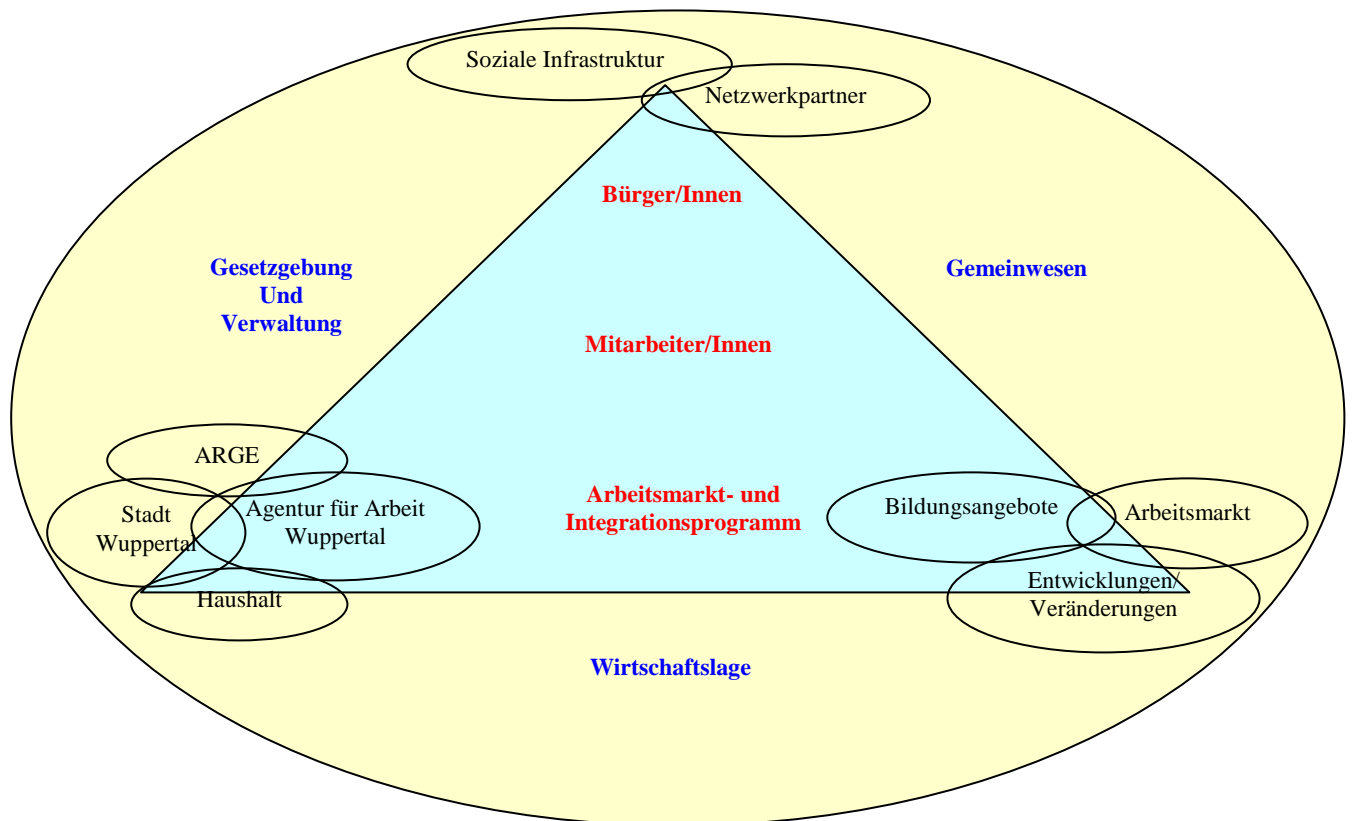 Soziale Infrastruktur
Netzwerkpartner
Bürger/Innen
Gesetzgebung
Und
Verwaltung
Gemeinwesen
Mitarbeiter/Innen
ARGE
Stadt
Wuppertal
Agentur für Arbeit
Wuppertal
Haushalt
Arbeitsmarkt- und
Integrationsprogramm
Bildungsangebote
Arbeitsmarkt
Entwicklungen/
Veränderungen
Wirtschaftslage